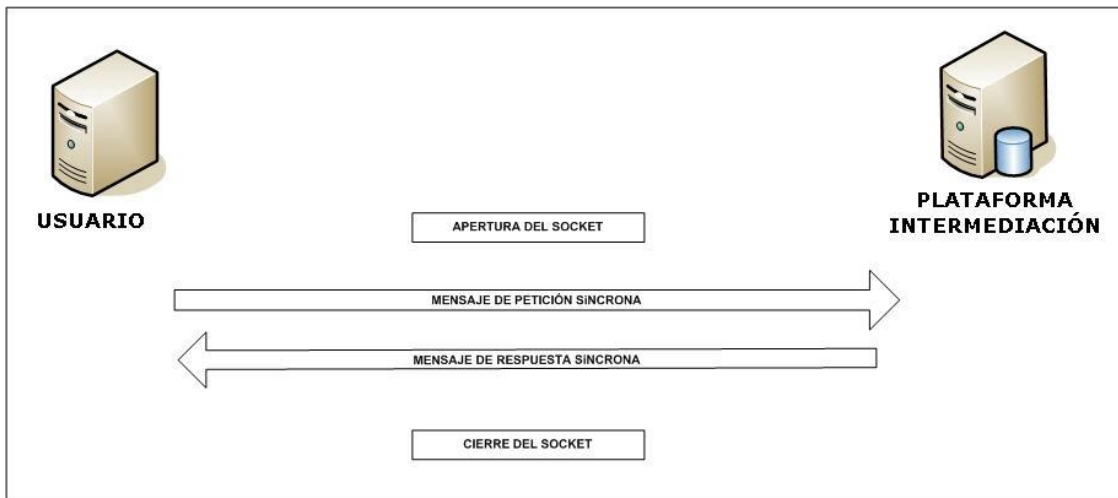 USUARIO
PLATAFORMA
INTERMEDIACIÓN
APERTURA DEL SOCKET
MENSAJE DE PETICIÓN SíNCRONA
MENSAJE DE RESPUESTA SíNCRONA
CIERRE DEL SOCKET